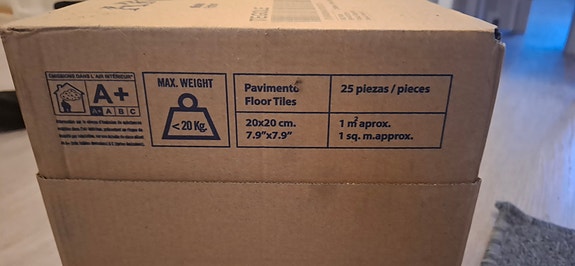 ÉMISSIONS DANS L'AIR INTÉRIEUR*
A+
A+ A B C
MAX. WEIGHT
<20 Kg.
Pavimento
Floor Tiles
25 piezas / pieces
20x20 cm.
7.9"x7.9"
1 m² aprox.
1 sq. m.approx.